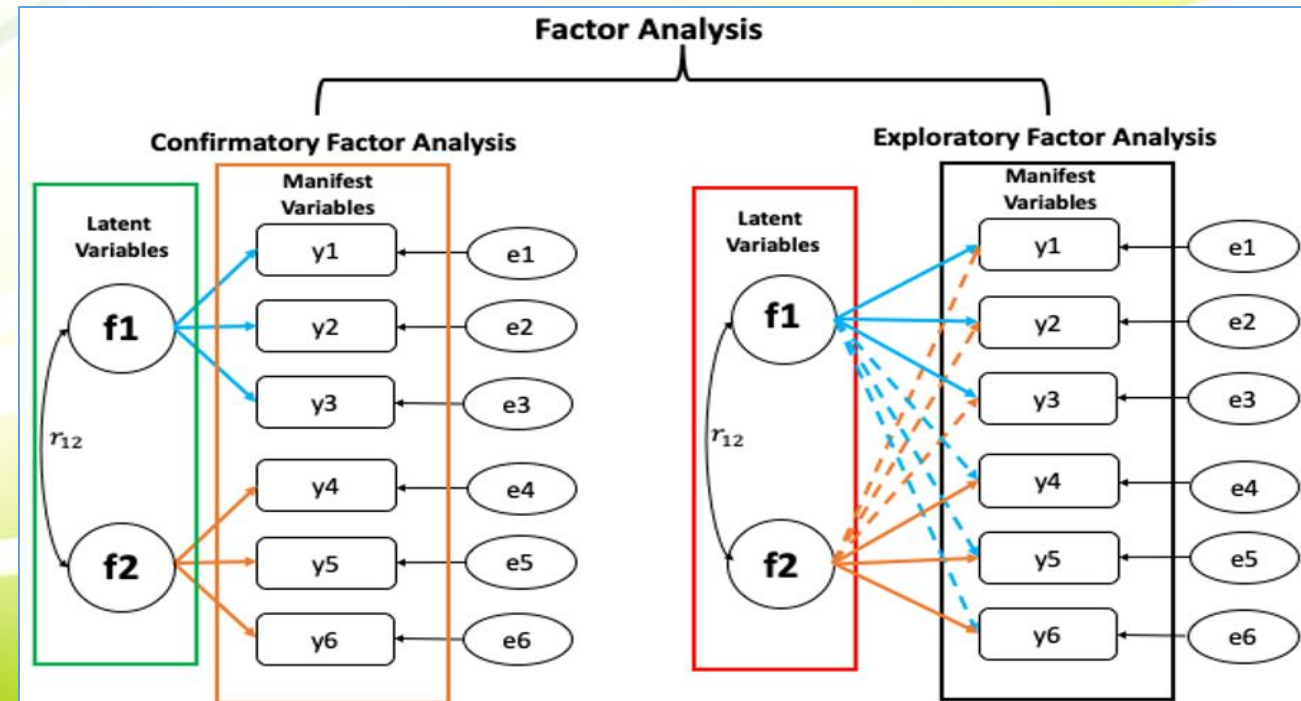 Factor Analysis
Confirmatory Factor Analysis
Manifest
Variables
Latent
Variables
f1
f2
r₁₂
y1
y2
y3
y4
y5
y6
e1
e2
e3
e4
e5
e6
Exploratory Factor Analysis
Manifest
Variables
Latent
Variables
f1
f2
r₁₂
y1
y2
y3
y4
y5
y6
e1
e2
e3
e4
e5
e6